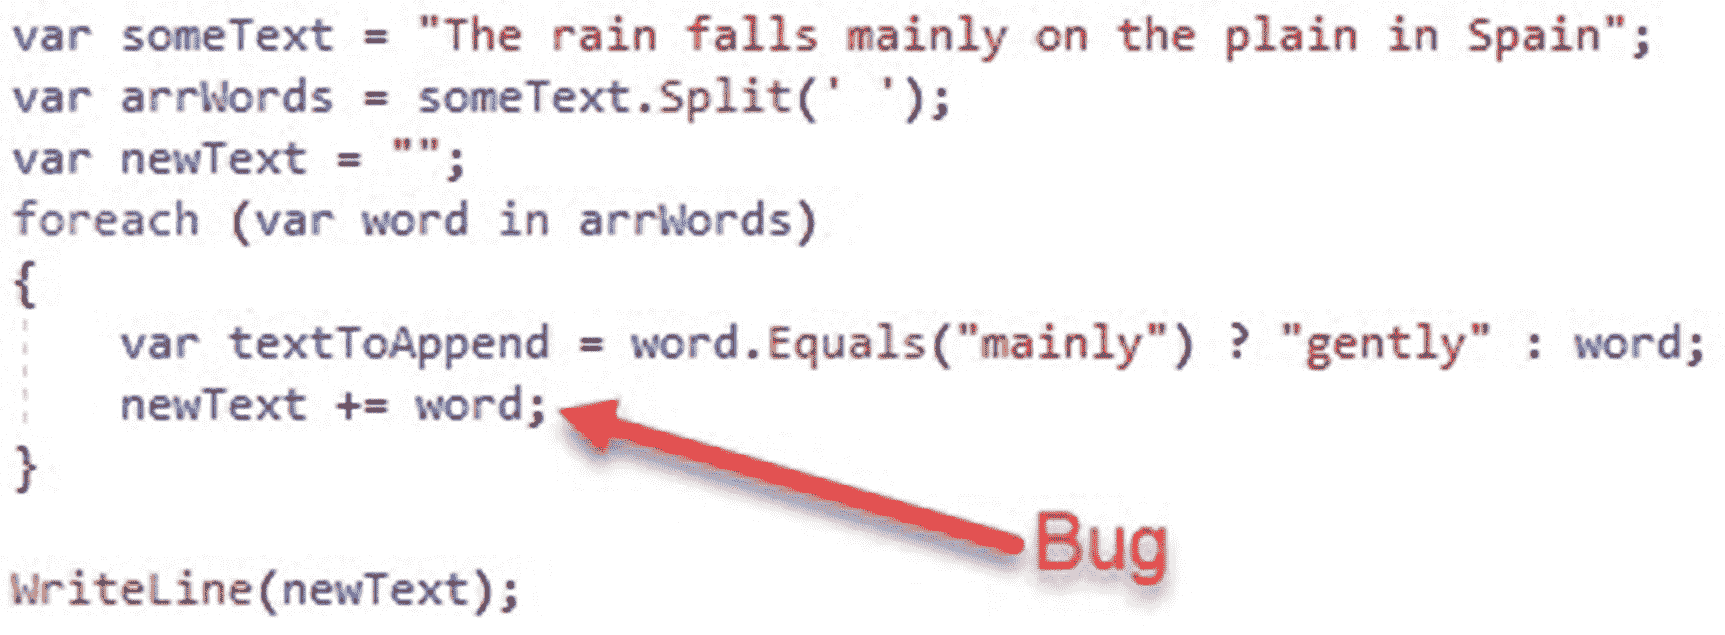 var someText = "The rain falls mainly on the plain in Spain";
var arrWords = someText.Split(' ');
var newText = "";
foreach (var word in arrWords)
{
var textToAppend = word.Equals("mainly") ? "gently" : word;
newText += word;
}
Bug
WriteLine(newText);